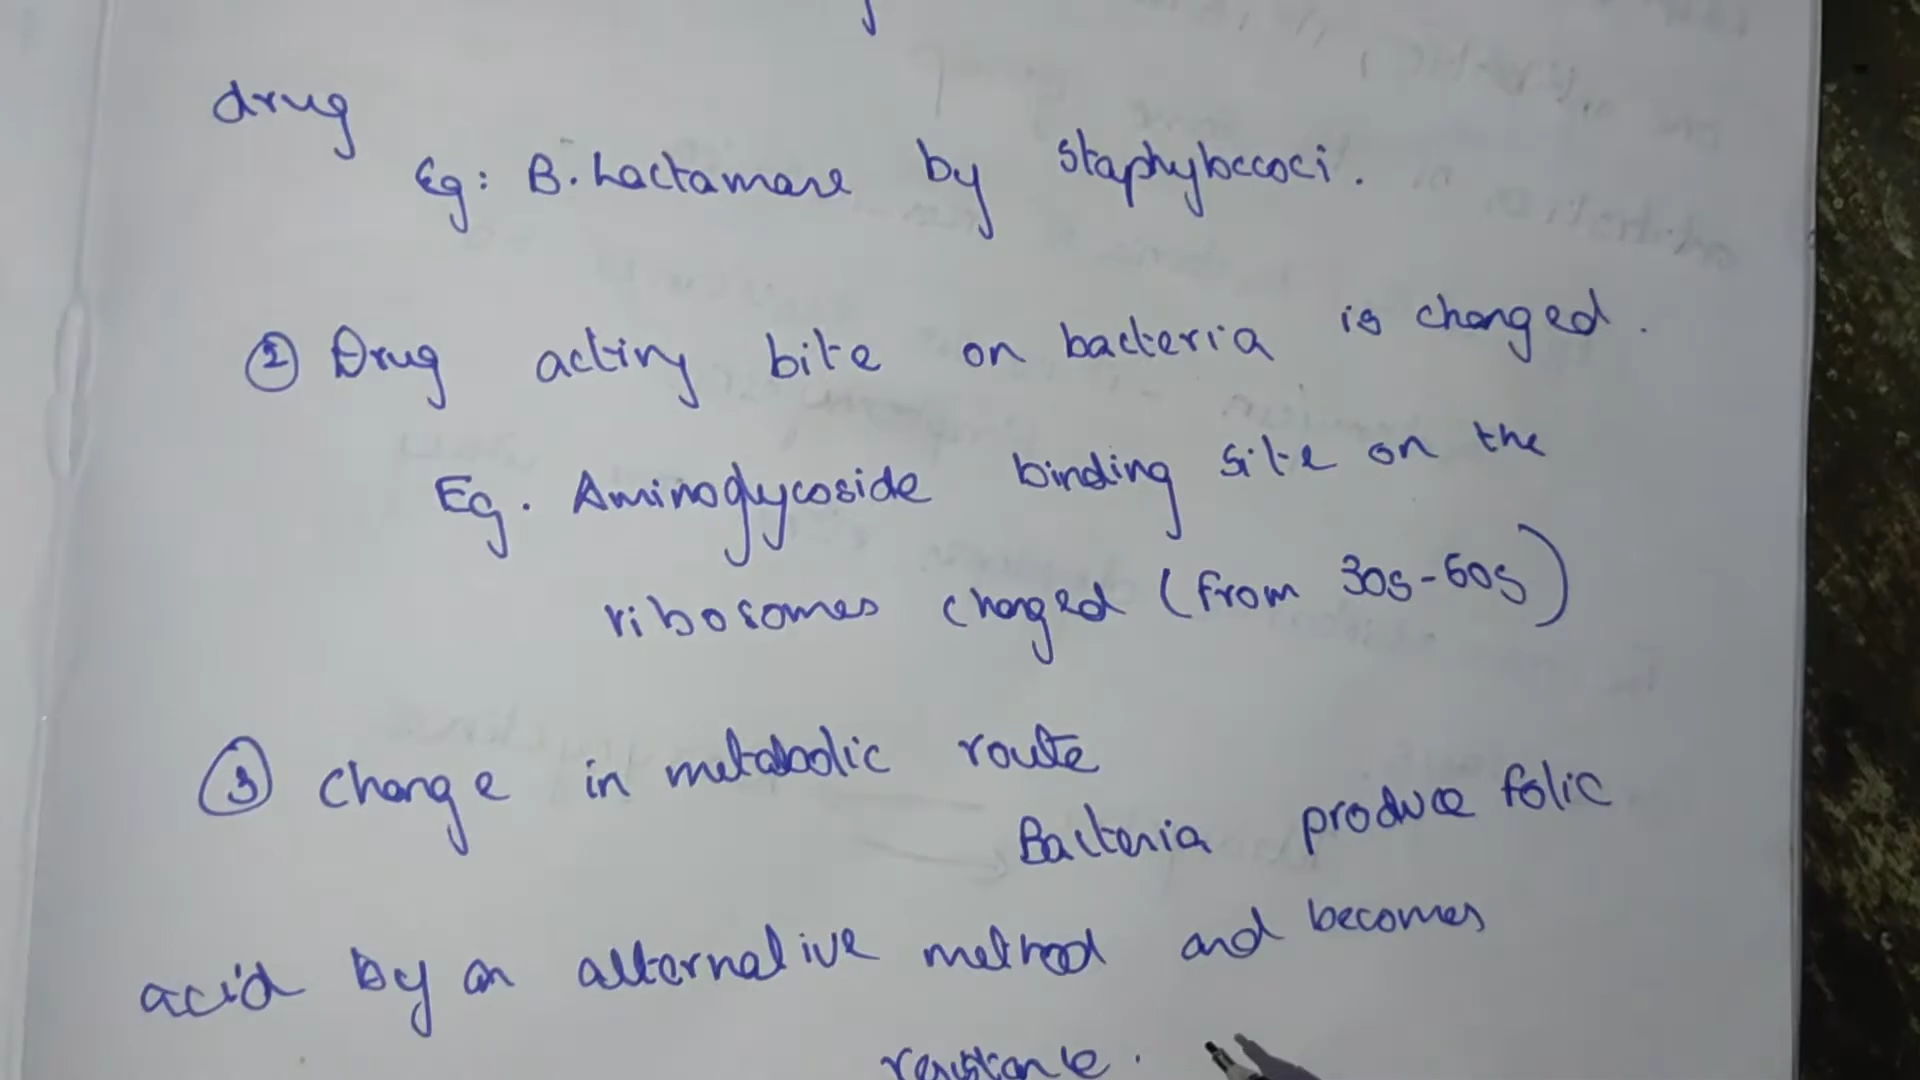 drug
Eg: B. Lactamase by Staphylococci.
② Drug acting bite on bacteria is changed.
Eg. Aminoglycoside binding site on the
ribosomes changed (from 30s-60s)
③ Change in metabolic route
Bacteria produce folic
acid by an alternative method and becomes
resistance.